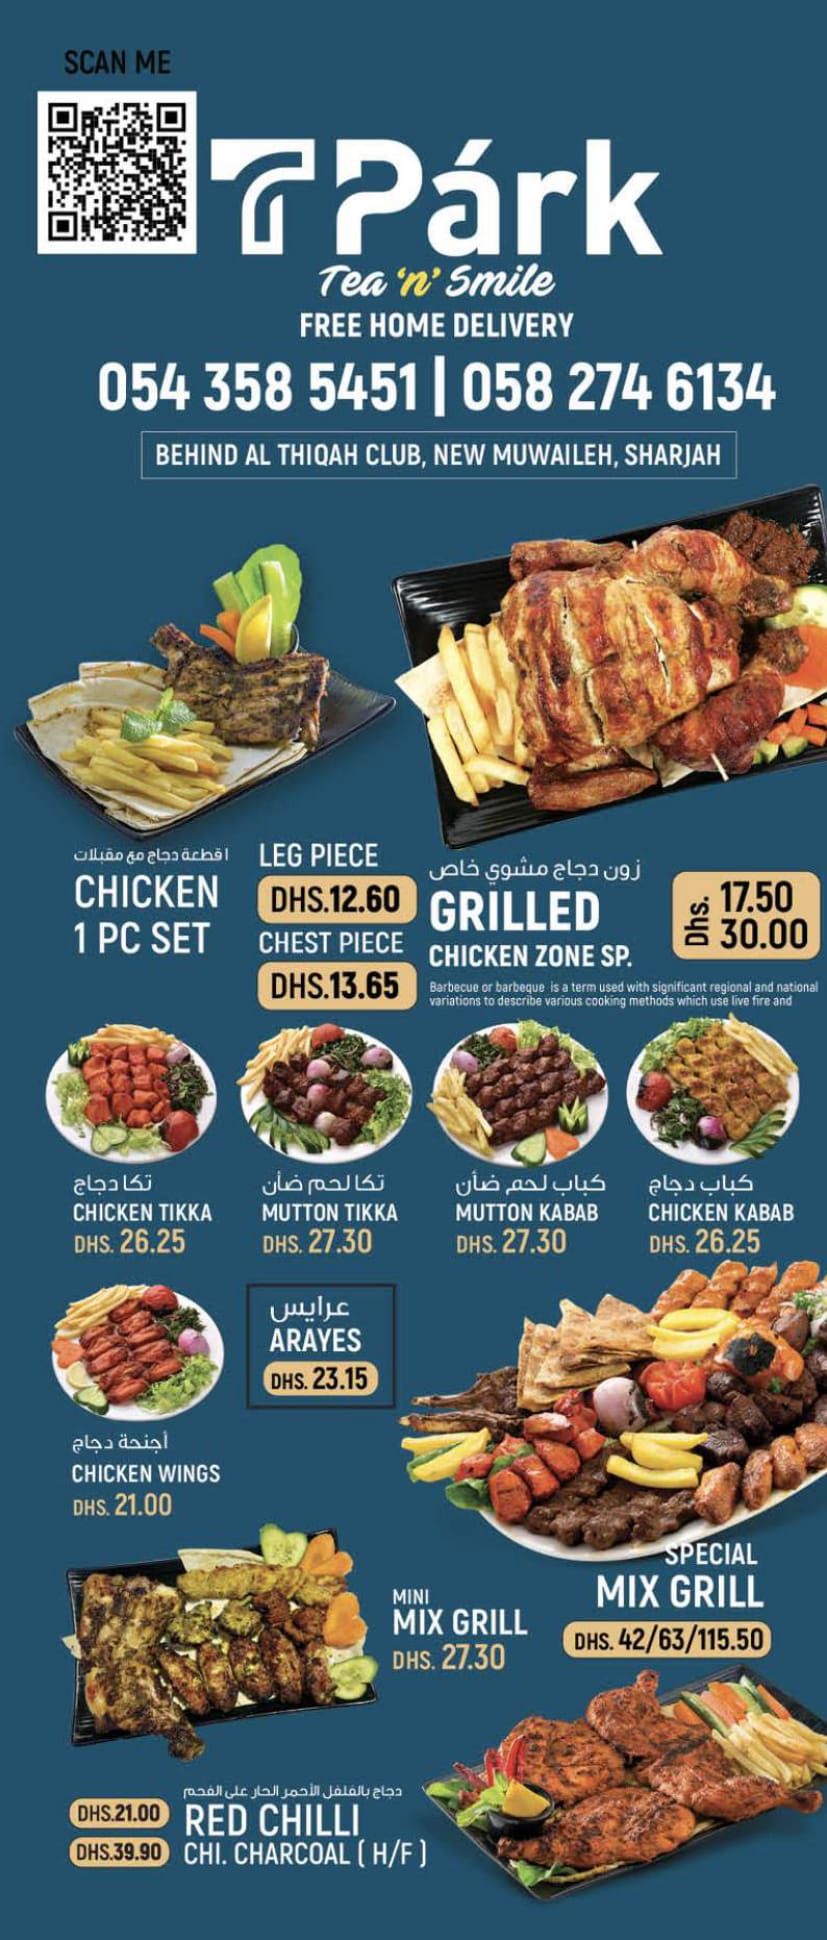 SCAN ME
T Párk
Tea 'n' Smile
FREE HOME DELIVERY
054 358 5451 | 058 274 6134
BEHIND AL THIQAH CLUB, NEW MUWAILEH, SHARJAH
اقطعة دجاج مع مقبلات
CHICKEN
1 PC SET
LEG PIECE
DHS.12.60
CHEST PIECE
DHS.13.65
زون دجاج مشوي خاص
GRILLED
CHICKEN ZONE SP.
Dhs. 17.50
30.00
Barbecue or barbeque is a term used with significant regional and national
variations to describe various cooking methods which use live fire and
تكا دجاج
CHICKEN TIKKA
DHS. 26.25
تكا لحم ضأن
MUTTON TIKKA
DHS. 27.30
كباب لحم ضأن
MUTTON KABAB
DHS. 27.30
كباب دجاج
CHICKEN KABAB
DHS. 26.25
أجنحة دجاج
CHICKEN WINGS
DHS. 21.00
عرايس
ARAYES
DHS. 23.15
SPECIAL
MIX GRILL
DHS. 42/63/115.50
MINI
MIX GRILL
DHS. 27.30
دجاج بالفلفل الأحمر الحار على الفحم
DHS.21.00
DHS.39.90
RED CHILLI
CHI. CHARCOAL ( H/F )